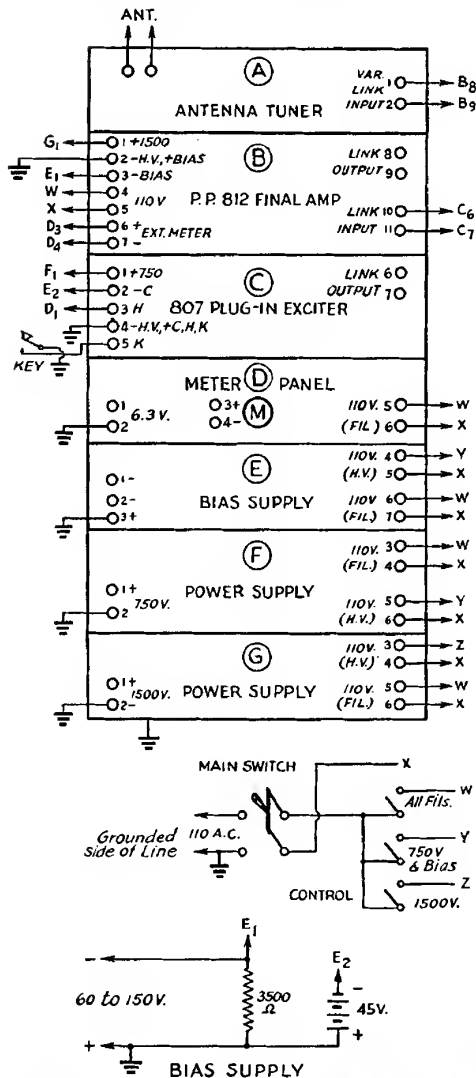 ANT.
A
ANTENNA TUNER
VAR. 1 B8
LINK
INPUT 2 B9
G1 1 +1500
2 -H.V.,+BIAS
E1 3 -BIAS
W 4
110V
X 5
D3 6 +
EXT. METER
D4 7 -
B
P.P. 812 FINAL AMP
LINK 8
OUTPUT 9
LINK 10 C6
INPUT 11 C7
F1 1 +750
E2 2 -C
D1 3 H
4 -H.V.,+C,H,K
5 K
KEY
C
807 PLUG-IN EXCITER
LINK 6
OUTPUT 7
METER D PANEL
1
6.3 V.
2
3+
4-
M
110V. 5 W
(FIL) 6 X
E
BIAS SUPPLY
1-
2-
3+
110V. 4 Y
(H.V.) 5 X
110V 6 W
(FIL.) 7 X
F
POWER SUPPLY
1+
750V.
2
110V. 3 W
(FIL.) 4 X
110V. 5 Y
(H.V.) 6 X
G
POWER SUPPLY
1+
1500V.
2-
110V. 3 Z
(H.V.) 4 X
110V. 5 W
(FIL.) 6 X
MAIN SWITCH
X
W
All Fils.
Y
750V
& Bias
Z
1500V.
110 A.C.
Grounded
Side of Line
CONTROL
E1
-
60 to 150V.
3500
Ω
+
E2
-
45V.
+
BIAS SUPPLY